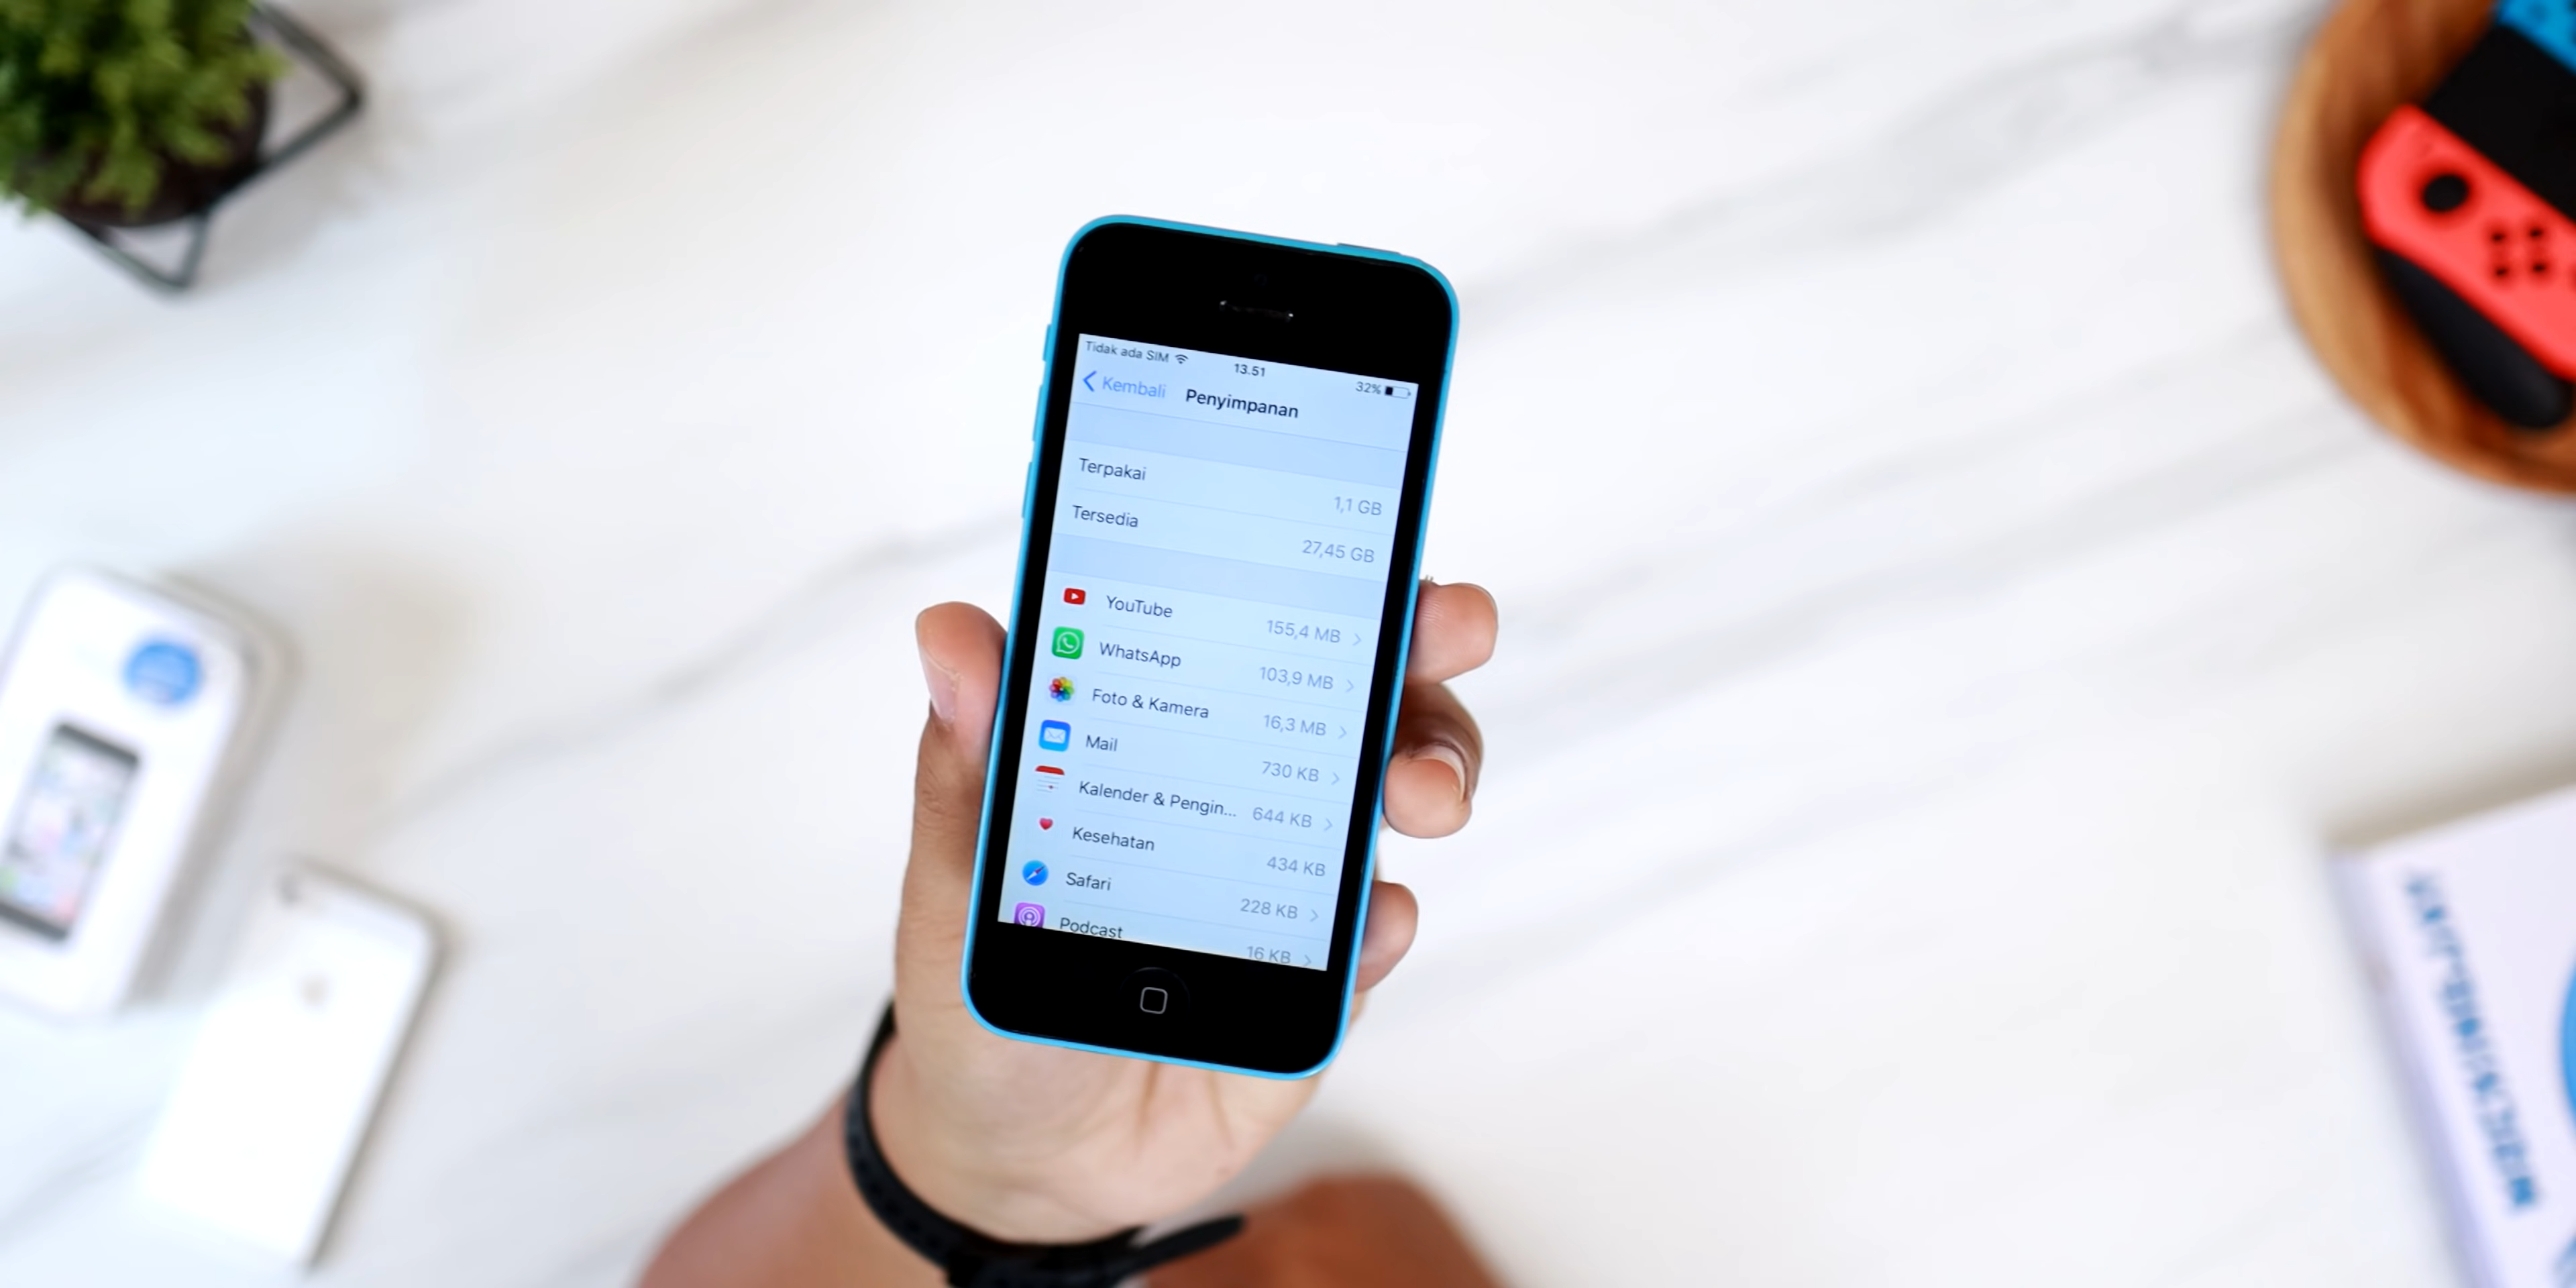 Tidak ada SIM 13.51 32%
Kembali Penyimpanan
Terpakai 1,1 GB
Tersedia 27,45 GB
YouTube 155,4 MB
WhatsApp 103,9 MB
Foto & Kamera 16,3 MB
Mail 730 KB
Kalender & Pengin... 644 KB
Kesehatan 434 KB
Safari 228 KB
Podcast 16 KB